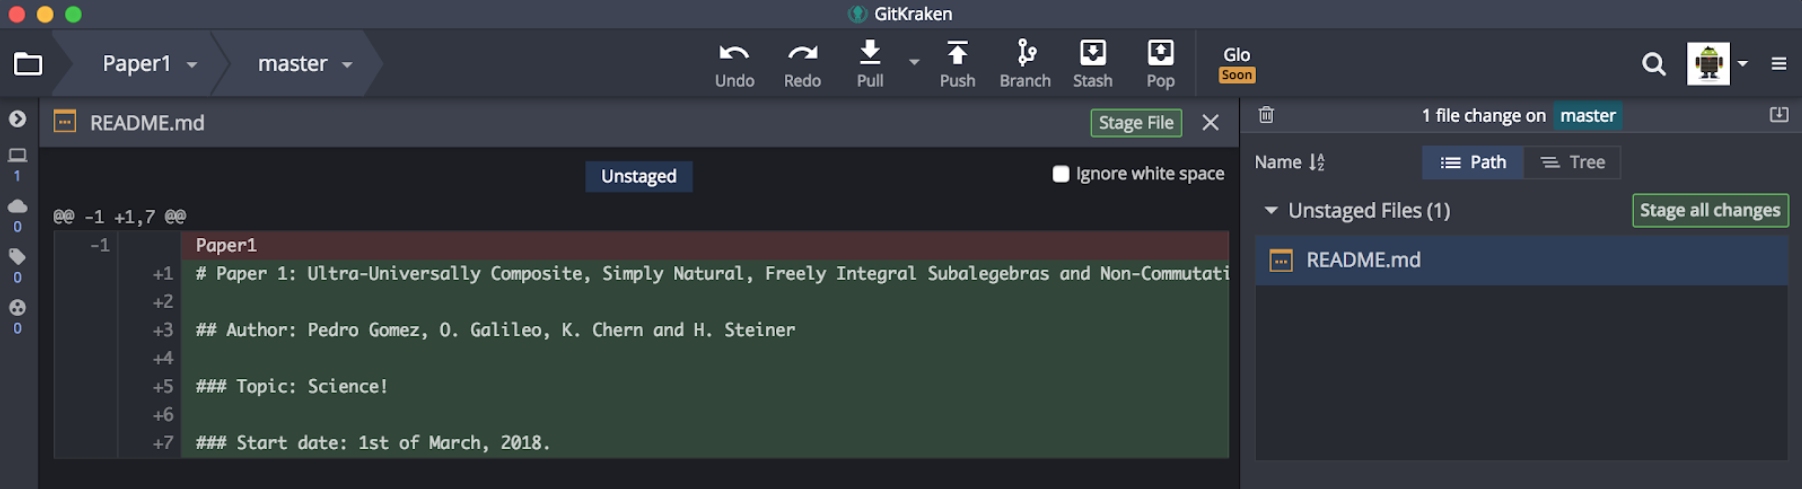 GitKraken
Paper1
master
Undo
Redo
Pull
Push
Branch
Stash
Pop
Glo
Soon
README.md
Stage File
1 file change on master
Unstaged
Ignore white space
Name
Path
Tree
@@ -1 +1,7 @@
-1 Paper1
+1 # Paper 1: Ultra-Universally Composite, Simply Natural, Freely Integral Subalegebras and Non-Commutati
+2
+3 ## Author: Pedro Gomez, O. Galileo, K. Chern and H. Steiner
+4
+5 ### Topic: Science!
+6
+7 ### Start date: 1st of March, 2018.
1
0
0
0
Unstaged Files (1)
Stage all changes
README.md